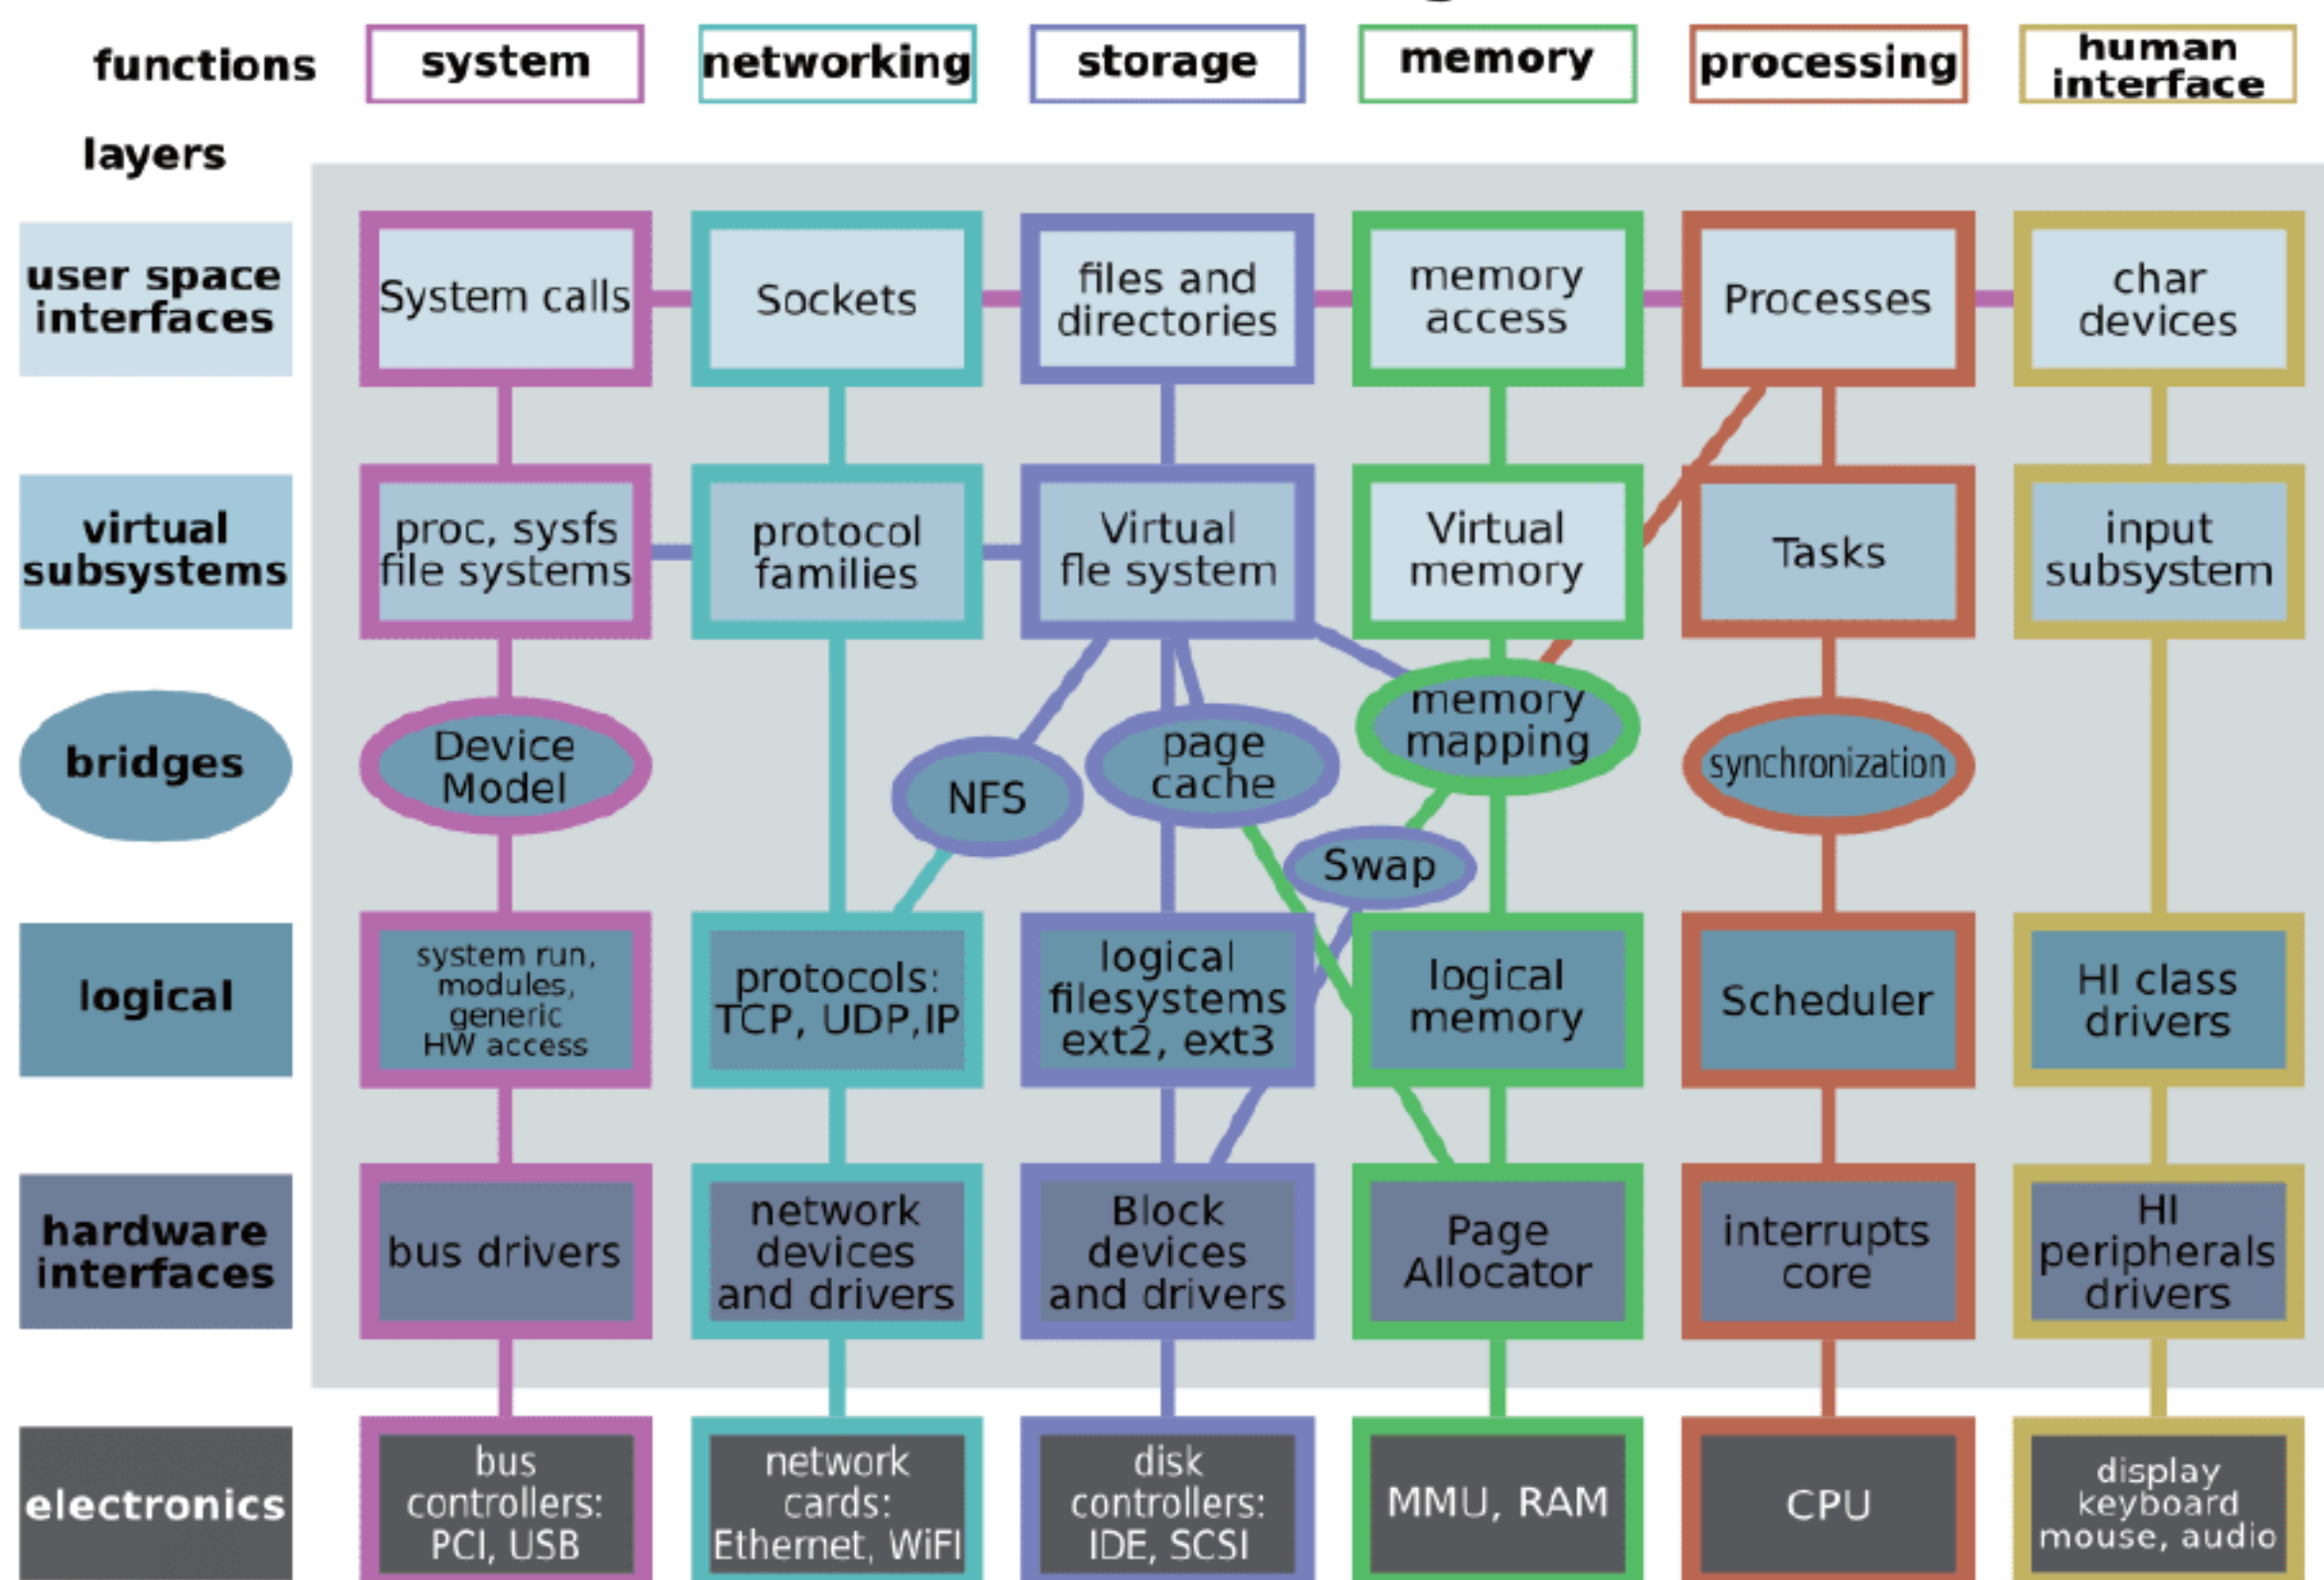 functions
system
networking
storage
memory
processing
human
interface
layers
user space
interfaces
System calls
Sockets
files and
directories
memory
access
Processes
char
devices
virtual
subsystems
proc, sysfs
file systems
protocol
families
Virtual
fle system
Virtual
memory
Tasks
input
subsystem
bridges
Device
Model
NFS
page
cache
memory
mapping
Swap
synchronization
logical
system run,
modules,
generic
HW access
protocols:
TCP, UDP,IP
logical
filesystems
ext2, ext3
logical
memory
Scheduler
HI class
drivers
hardware
interfaces
bus drivers
network
devices
and drivers
Block
devices
and drivers
Page
Allocator
interrupts
core
HI
peripherals
drivers
electronics
bus
controllers:
PCI, USB
network
cards:
Ethernet, WiFI
disk
controllers:
IDE, SCSI
MMU, RAM
CPU
display
keyboard
mouse, audio